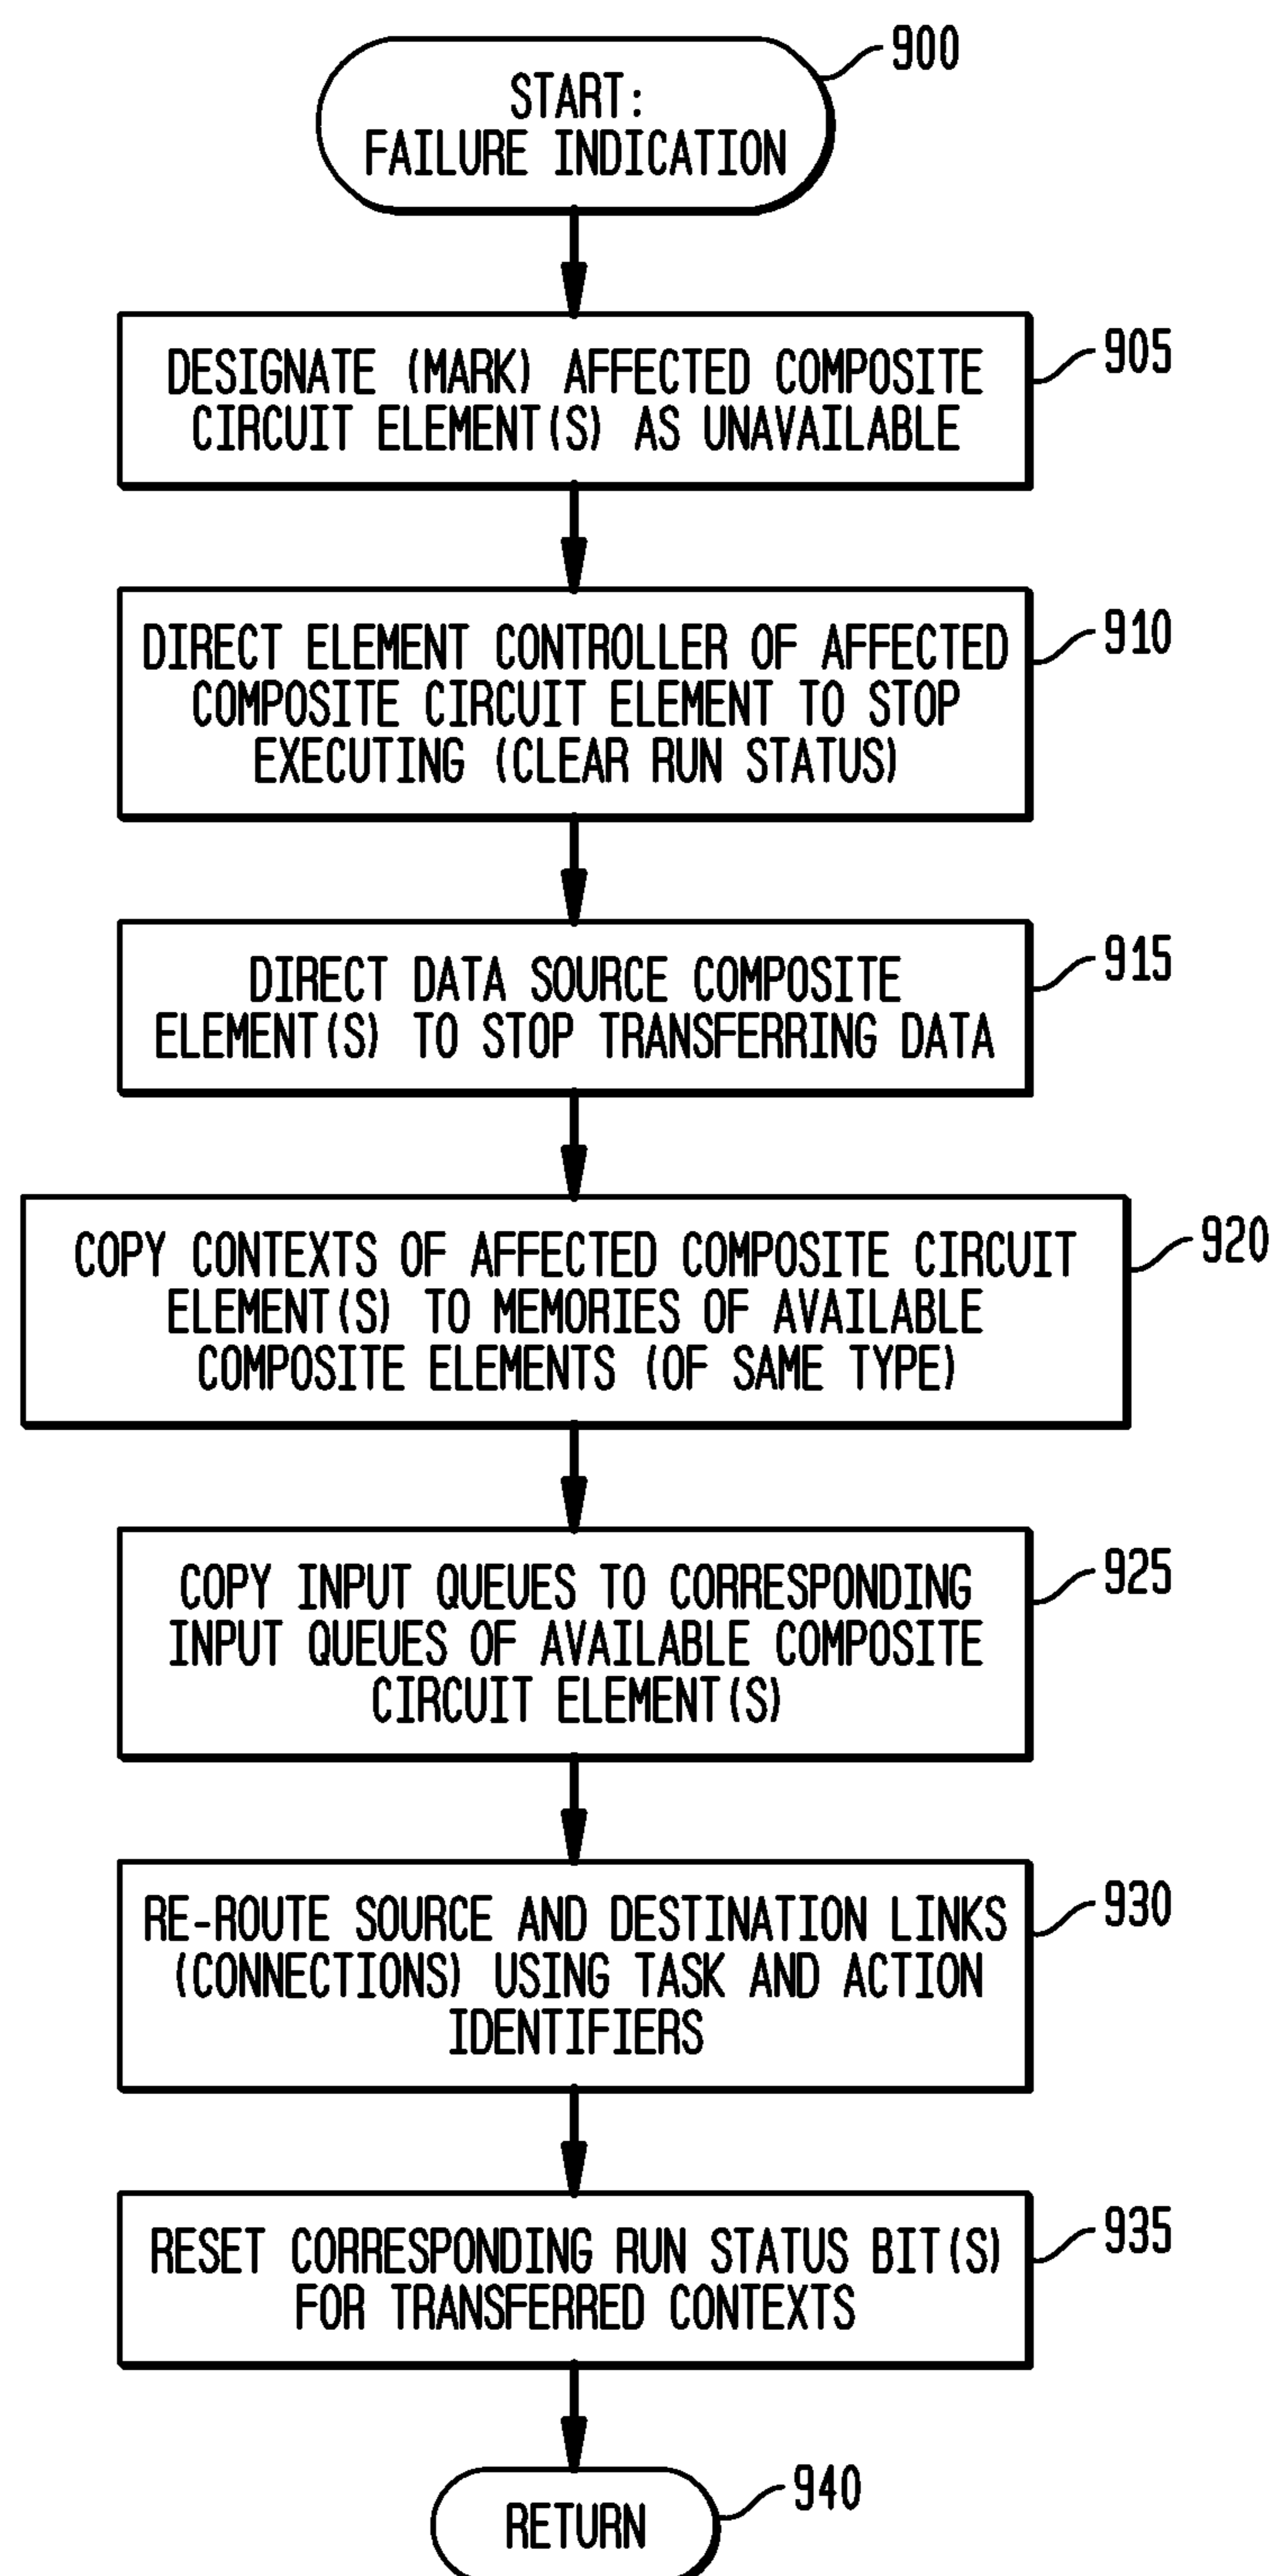 900
START:
FAILURE INDICATION
905
DESIGNATE (MARK) AFFECTED COMPOSITE
CIRCUIT ELEMENT(S) AS UNAVAILABLE
910
DIRECT ELEMENT CONTROLLER OF AFFECTED
COMPOSITE CIRCUIT ELEMENT TO STOP
EXECUTING (CLEAR RUN STATUS)
915
DIRECT DATA SOURCE COMPOSITE
ELEMENT(S) TO STOP TRANSFERRING DATA
920
COPY CONTEXTS OF AFFECTED COMPOSITE CIRCUIT
ELEMENT(S) TO MEMORIES OF AVAILABLE
COMPOSITE ELEMENTS (OF SAME TYPE)
925
COPY INPUT QUEUES TO CORRESPONDING
INPUT QUEUES OF AVAILABLE COMPOSITE
CIRCUIT ELEMENT(S)
930
RE-ROUTE SOURCE AND DESTINATION LINKS
(CONNECTIONS) USING TASK AND ACTION
IDENTIFIERS
935
RESET CORRESPONDING RUN STATUS BIT(S)
FOR TRANSFERRED CONTEXTS
940
RETURN